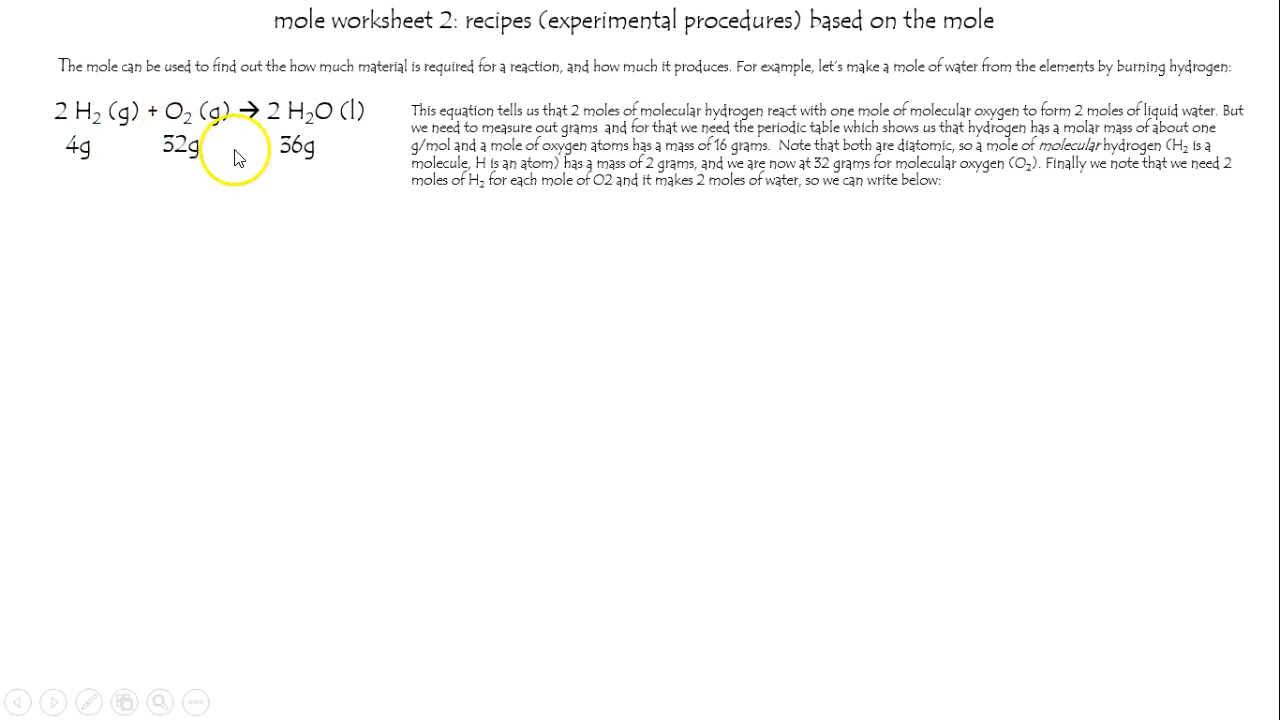 mole worksheet 2: recipes (experimental procedures) based on the mole
The mole can be used to find out the how much material is required for a reaction, and how much it produces. For example, let's make a mole of water from the elements by burning hydrogen:
2 H₂ (g) + O₂ (g) → 2 H₂O (l)
4g 32g 36g
This equation tells us that 2 moles of molecular hydrogen react with one mole of molecular oxygen to form 2 moles of liquid water. But
we need to measure out grams and for that we need the periodic table which shows us that hydrogen has a molar mass of about one
g/mol and a mole of oxygen atoms has a mass of 16 grams. Note that both are diatomic, so a mole of molecular hydrogen (H₂ is a
molecule, H is an atom) has a mass of 2 grams, and we are now at 32 grams for molecular oxygen (O₂). Finally we note that we need 2
moles of H₂ for each mole of O2 and it makes 2 moles of water, so we can write below: